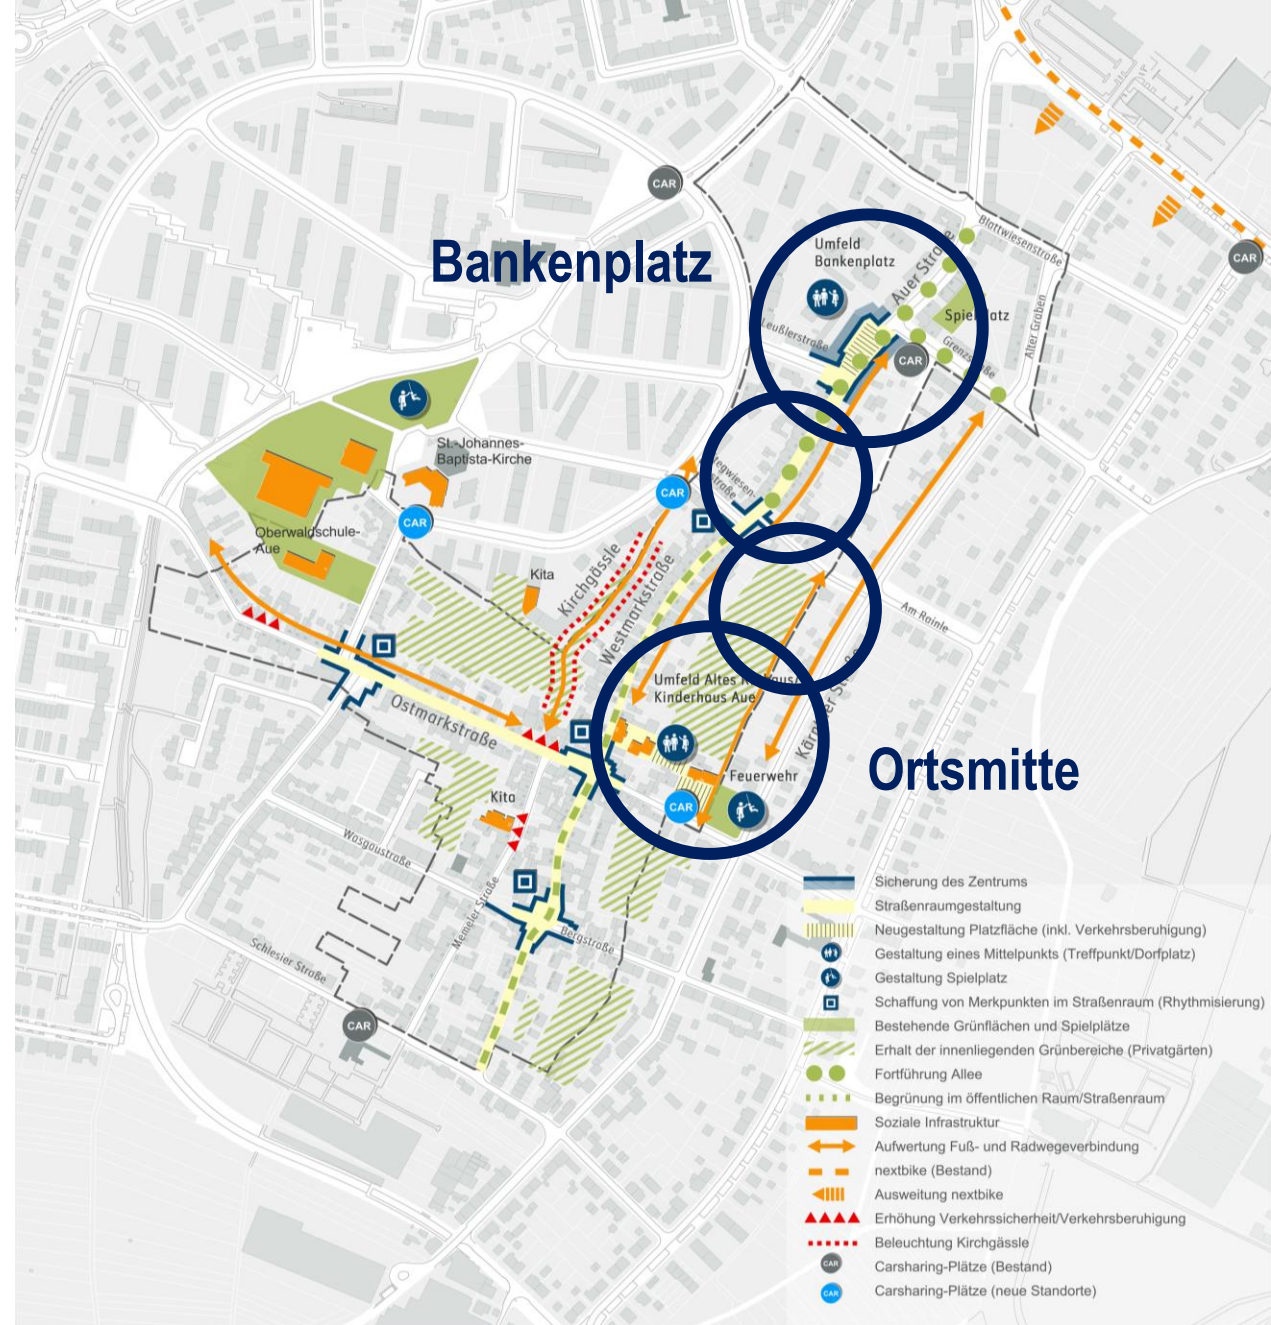 CAR
Blattwiesenstraße
CAR
Umfeld
Bankenplatz
Auer Straße
Bankenplatz
Spielplatz
Alter Graben
Leußlerstraße
Grenzstraße
CAR
St.-Johannes-
Baptista-Kirche
CAR
CAR
Oberwaldschule-
Aue
Kita
Kirchgässle
Westmarkstraße
Am Rainle
Umfeld Altes
Kinderhaus Aue
Kärntner Straße
Ostmarkstraße
Feuerwehr
Ortsmitte
CAR
Kita
Wasgaustraße
Memeler Straße
Bergstraße
Schlesier Straße
CAR
Sicherung des Zentrums
Straßenraumgestaltung
Neugestaltung Platzfläche (inkl. Verkehrsberuhigung)
Gestaltung eines Mittelpunkts (Treffpunkt/Dorfplatz)
Gestaltung Spielplatz
Schaffung von Merkpunkten im Straßenraum (Rhythmisierung)
Bestehende Grünflächen und Spielplätze
Erhalt der innenliegenden Grünbereiche (Privatgärten)
Fortführung Allee
Begrünung im öffentlichen Raum/Straßenraum
Soziale Infrastruktur
Aufwertung Fuß- und Radwegeverbindung
nextbike (Bestand)
Ausweitung nextbike
Erhöhung Verkehrssicherheit/Verkehrsberuhigung
Beleuchtung Kirchgässle
CAR Carsharing-Plätze (Bestand)
CAR Carsharing-Plätze (neue Standorte)